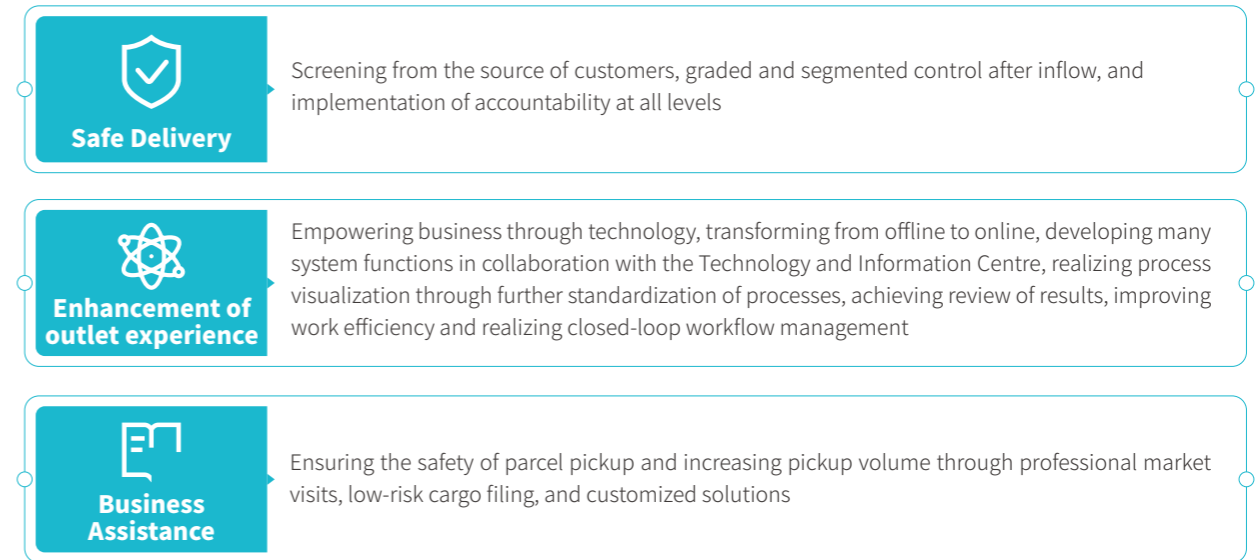 Safe Delivery
Screening from the source of customers, graded and segmented control after inflow, and
implementation of accountability at all levels
Enhancement of
outlet experience
Empowering business through technology, transforming from offline to online, developing many
system functions in collaboration with the Technology and Information Centre, realizing process
visualization through further standardization of processes, achieving review of results, improving
work efficiency and realizing closed-loop workflow management
Business
Assistance
Ensuring the safety of parcel pickup and increasing pickup volume through professional market
visits, low-risk cargo filing, and customized solutions